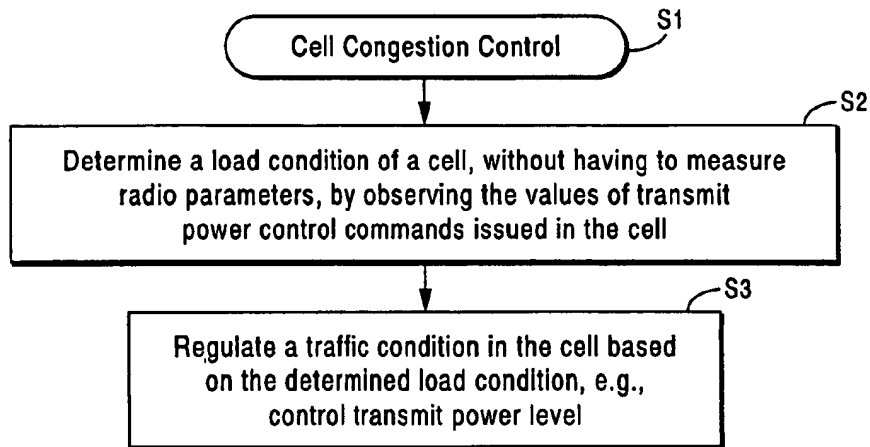 Cell Congestion Control
S1
S2
Determine a load condition of a cell, without having to measure
radio parameters, by observing the values of transmit
power control commands issued in the cell
S3
Regulate a traffic condition in the cell based
on the determined load condition, e.g.,
control transmit power level